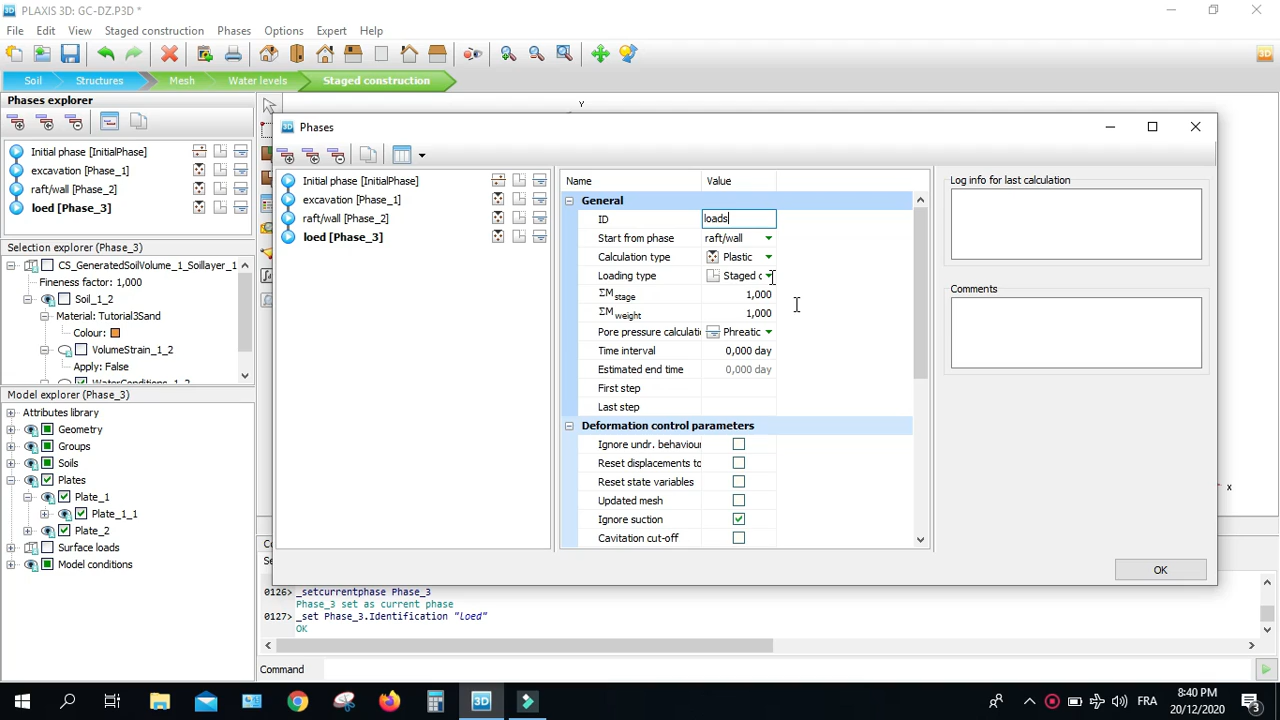 PLAXIS 3D: GC-DZ.P3D *
File Edit View Staged construction Phases Options Expert Help
3D
Soil Structures Mesh Water levels Staged construction
Phases explorer
Initial phase [InitialPhase]
excavation [Phase_1]
raft/wall [Phase_2]
loed [Phase_3]
Selection explorer (Phase_3)
CS_GeneratedSoilVolume_1_Soillayer_1
Fineness factor: 1,000
Soil_1_2
Material: Tutorial3Sand
Colour:
VolumeStrain_1_2
Apply: False
WaterConditions_1_2
Model explorer (Phase_3)
Attributes library
Geometry
Groups
Soils
Plates
Plate_1
Plate_1_1
Plate_2
Surface loads
Model conditions
Y
x
3D Phases
Initial phase [InitialPhase]
excavation [Phase_1]
raft/wall [Phase_2]
loed [Phase_3]
Name Value
General
ID loads
Start from phase raft/wall
Calculation type Plastic
Loading type Staged c
ΣM stage 1,000
ΣM weight 1,000
Pore pressure calculati Phreatic
Time interval 0,000 day
Estimated end time 0,000 day
First step
Last step
Deformation control parameters
Ignore undr. behaviour
Reset displacements to
Reset state variables
Updated mesh
Ignore suction
Cavitation cut-off
Log info for last calculation
Comments
OK
0126> _setcurrentphase Phase_3
Phase_3 set as current phase
0127> _set Phase_3.Identification "loed"
OK
Command
FRA
8:40 PM
20/12/2020
3